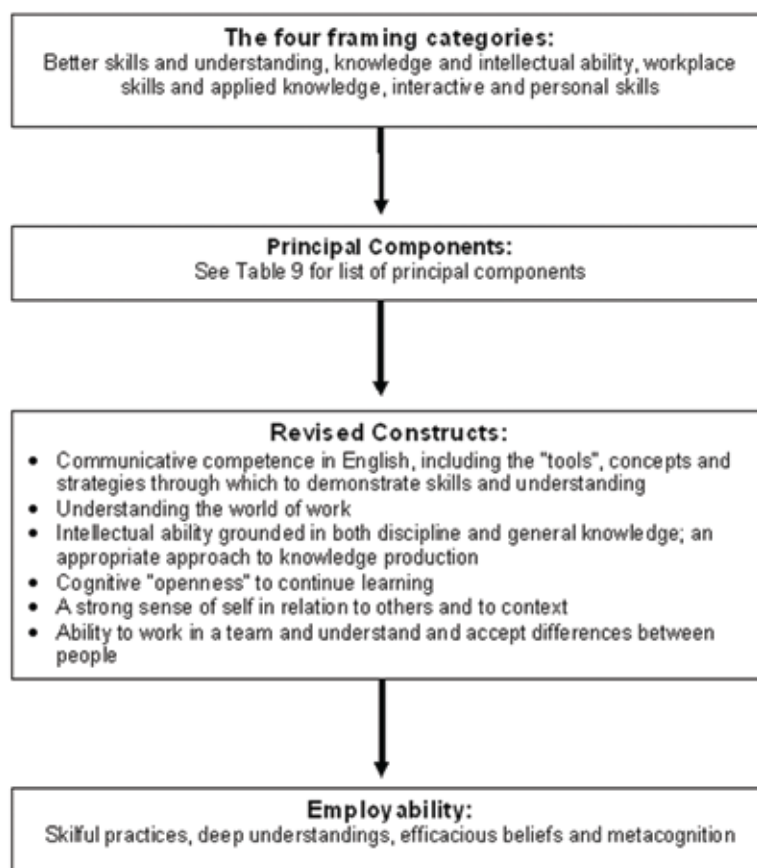 The four framing categories:
Better skills and understanding, knowledge and intellectual ability, workplace
skills and applied knowledge, interactive and personal skills
Principal Components:
See Table 9 for list of principal components
Revised Constructs:
• Communicative competence in English, including the "tools", concepts and
strategies through which to demonstrate skills and understanding
• Understanding the world of work
• Intellectual ability grounded in both discipline and general knowledge; an
appropriate approach to knowledge production
• Cognitive "openness" to continue learning
• A strong sense of self in relation to others and to context
• Ability to work in a team and understand and accept differences between
people
Employability:
Skilful practices, deep understandings, efficacious beliefs and metacognition